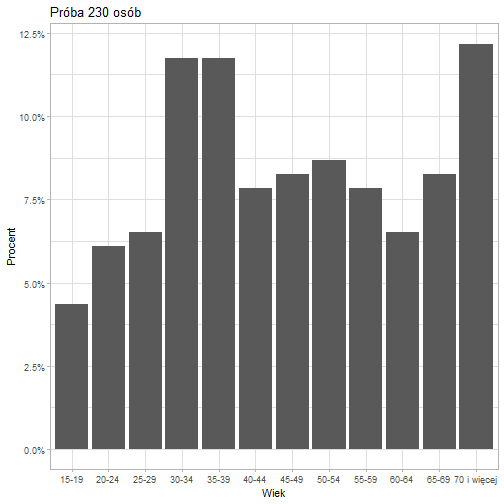 Próba 230 osób
12.5%
10.0%
7.5%
5.0%
2.5%
0.0%
Procent
15-19 20-24 25-29 30-34 35-39 40-44 45-49 50-54 55-59 60-64 65-69 70 i więcej
Wiek